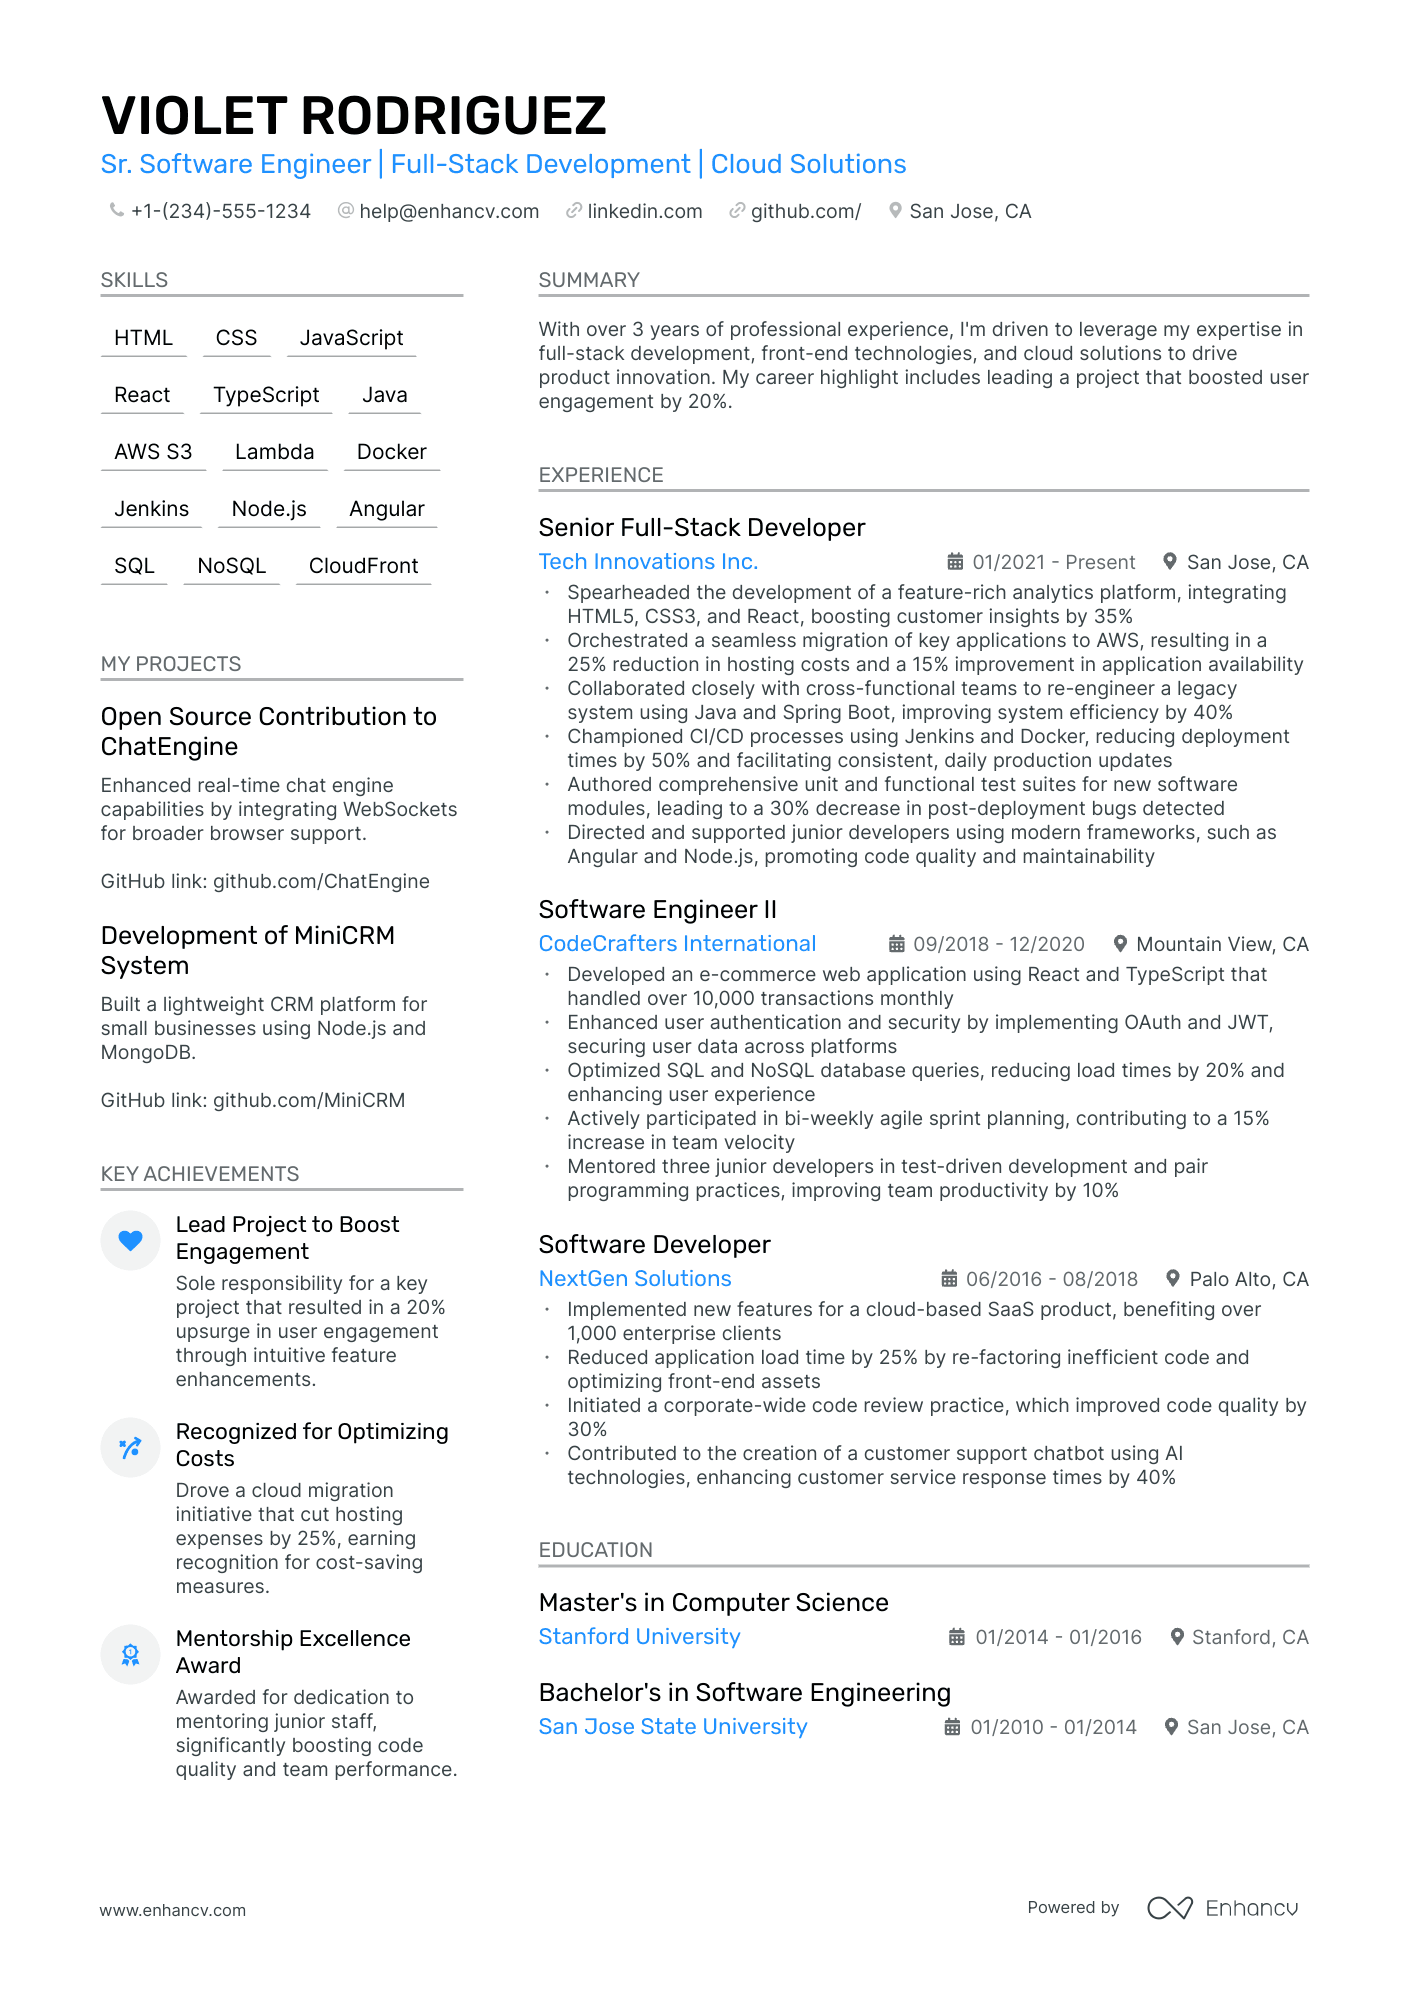 VIOLET RODRIGUEZ
Sr. Software Engineer | Full-Stack Development | Cloud Solutions
+1-(234)-555-1234 help@enhancv.com linkedin.com github.com/ San Jose, CA
SKILLS
HTML CSS JavaScript
React TypeScript Java
AWS S3 Lambda Docker
Jenkins Node.js Angular
SQL NoSQL CloudFront
MY PROJECTS
Open Source Contribution to
ChatEngine
Enhanced real-time chat engine
capabilities by integrating WebSockets
for broader browser support.
GitHub link: github.com/ChatEngine
Development of MiniCRM
System
Built a lightweight CRM platform for
small businesses using Node.js and
MongoDB.
GitHub link: github.com/MiniCRM
KEY ACHIEVEMENTS
Lead Project to Boost
Engagement
Sole responsibility for a key
project that resulted in a 20%
upsurge in user engagement
through intuitive feature
enhancements.
Recognized for Optimizing
Costs
Drove a cloud migration
initiative that cut hosting
expenses by 25%, earning
recognition for cost-saving
measures.
Mentorship Excellence
Award
Awarded for dedication to
mentoring junior staff,
significantly boosting code
quality and team performance.
SUMMARY
With over 3 years of professional experience, I'm driven to leverage my expertise in
full-stack development, front-end technologies, and cloud solutions to drive
product innovation. My career highlight includes leading a project that boosted user
engagement by 20%.
EXPERIENCE
Senior Full-Stack Developer
Tech Innovations Inc. 01/2021 - Present San Jose, CA
· Spearheaded the development of a feature-rich analytics platform, integrating
HTML5, CSS3, and React, boosting customer insights by 35%
· Orchestrated a seamless migration of key applications to AWS, resulting in a
25% reduction in hosting costs and a 15% improvement in application availability
· Collaborated closely with cross-functional teams to re-engineer a legacy
system using Java and Spring Boot, improving system efficiency by 40%
· Championed CI/CD processes using Jenkins and Docker, reducing deployment
times by 50% and facilitating consistent, daily production updates
· Authored comprehensive unit and functional test suites for new software
modules, leading to a 30% decrease in post-deployment bugs detected
· Directed and supported junior developers using modern frameworks, such as
Angular and Node.js, promoting code quality and maintainability
Software Engineer II
CodeCrafters International 09/2018 - 12/2020 Mountain View, CA
· Developed an e-commerce web application using React and TypeScript that
handled over 10,000 transactions monthly
· Enhanced user authentication and security by implementing OAuth and JWT,
securing user data across platforms
· Optimized SQL and NoSQL database queries, reducing load times by 20% and
enhancing user experience
· Actively participated in bi-weekly agile sprint planning, contributing to a 15%
increase in team velocity
· Mentored three junior developers in test-driven development and pair
programming practices, improving team productivity by 10%
Software Developer
NextGen Solutions 06/2016 - 08/2018 Palo Alto, CA
· Implemented new features for a cloud-based SaaS product, benefiting over
1,000 enterprise clients
· Reduced application load time by 25% by re-factoring inefficient code and
optimizing front-end assets
· Initiated a corporate-wide code review practice, which improved code quality by
30%
· Contributed to the creation of a customer support chatbot using AI
technologies, enhancing customer service response times by 40%
EDUCATION
Master's in Computer Science
Stanford University 01/2014 - 01/2016 Stanford, CA
Bachelor's in Software Engineering
San Jose State University 01/2010 - 01/2014 San Jose, CA
www.enhancv.com
Powered by Enhancv